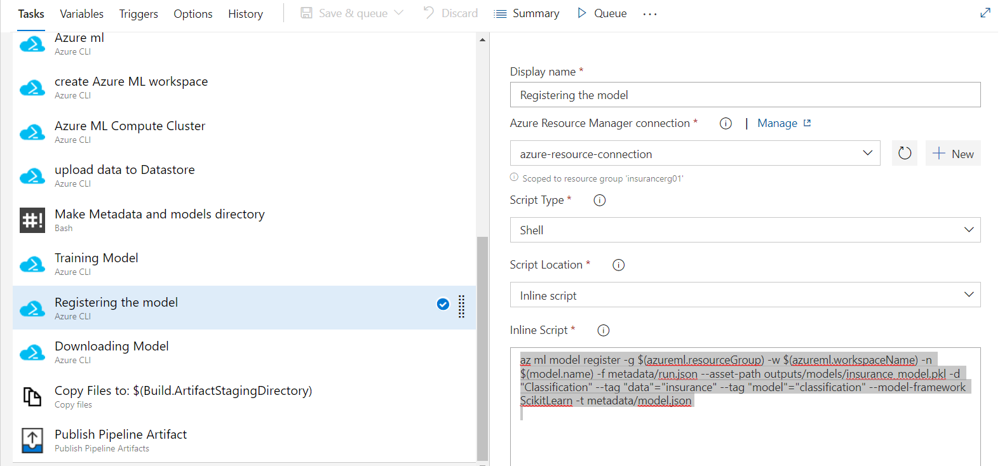 Tasks Variables Triggers Options History Save & queue Discard Summary Queue ...
Azure ml
Azure CLI
create Azure ML workspace
Azure CLI
Azure ML Compute Cluster
Azure CLI
upload data to Datastore
Azure CLI
#!
Make Metadata and models directory
Bash
Training Model
Azure CLI
Registering the model
Azure CLI
Downloading Model
Azure CLI
Copy Files to: $(Build.ArtifactStagingDirectory)
Copy files
Publish Pipeline Artifact
Publish Pipeline Artifacts
Display name *
Registering the model
Azure Resource Manager connection * | Manage
azure-resource-connection
New
Scoped to resource group 'insurancerg01'
Script Type *
Shell
Script Location *
Inline script
Inline Script *
az ml model register -g $(azureml.resourceGroup) -w $(azureml.workspaceName) -n
$(model.name) -f metadata/run.json --asset-path outputs/models/insurance_model.pkl -d
"Classification" --tag "data"="insurance" --tag "model"="classification" --model-framework
ScikitLearn -t metadata/model.json